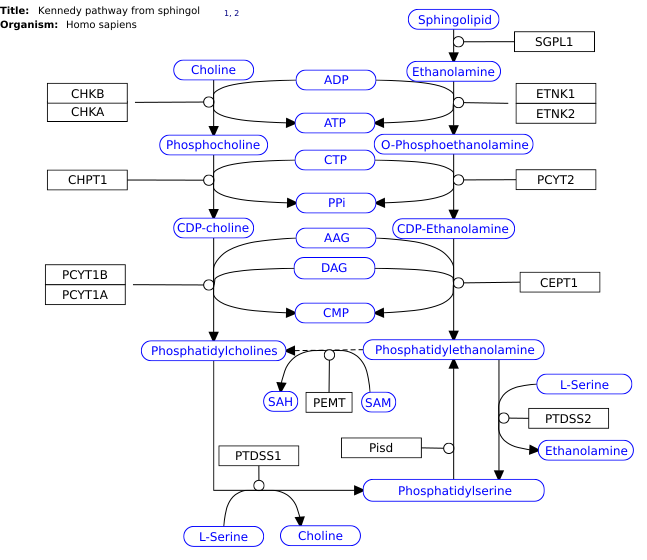 Title: Kennedy pathway from sphingol 1, 2
Organism: Homo sapiens
Sphingolipid
SGPL1
Choline
ADP
Ethanolamine
CHKB
CHKA
ETNK1
ETNK2
ATP
Phosphocholine
O-Phosphoethanolamine
CTP
CHPT1
PCYT2
PPi
CDP-choline
CDP-Ethanolamine
AAG
DAG
PCYT1B
PCYT1A
CEPT1
CMP
Phosphatidylcholines
Phosphatidylethanolamine
L-Serine
SAH
PEMT
SAM
PTDSS2
Pisd
Ethanolamine
PTDSS1
Phosphatidylserine
L-Serine
Choline